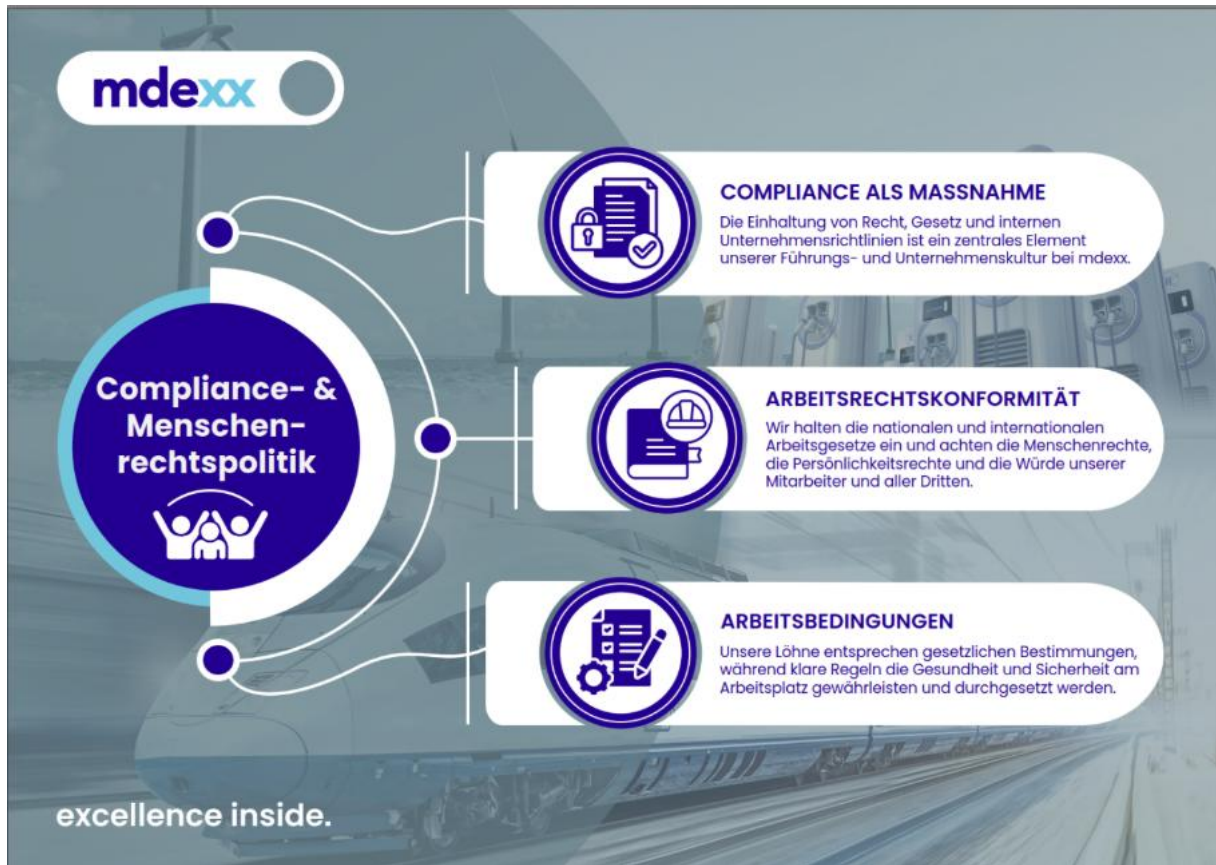 mdexx
COMPLIANCE ALS MASSNAHME
Die Einhaltung von Recht, Gesetz und internen
Unternehmensrichtlinien ist ein zentrales Element
unserer Führungs- und Unternehmenskultur bei mdexx.
Compliance- &
Menschen-
rechtspolitik
ARBEITSRECHTSKONFORMITÄT
Wir halten die nationalen und internationalen
Arbeitsgesetze ein und achten die Menschenrechte,
die Persönlichkeitsrechte und die Würde unserer
Mitarbeiter und aller Dritten.
ARBEITSBEDINGUNGEN
Unsere Löhne entsprechen gesetzlichen Bestimmungen,
während klare Regeln die Gesundheit und Sicherheit am
Arbeitsplatz gewährleisten und durchgesetzt werden.
excellence inside.